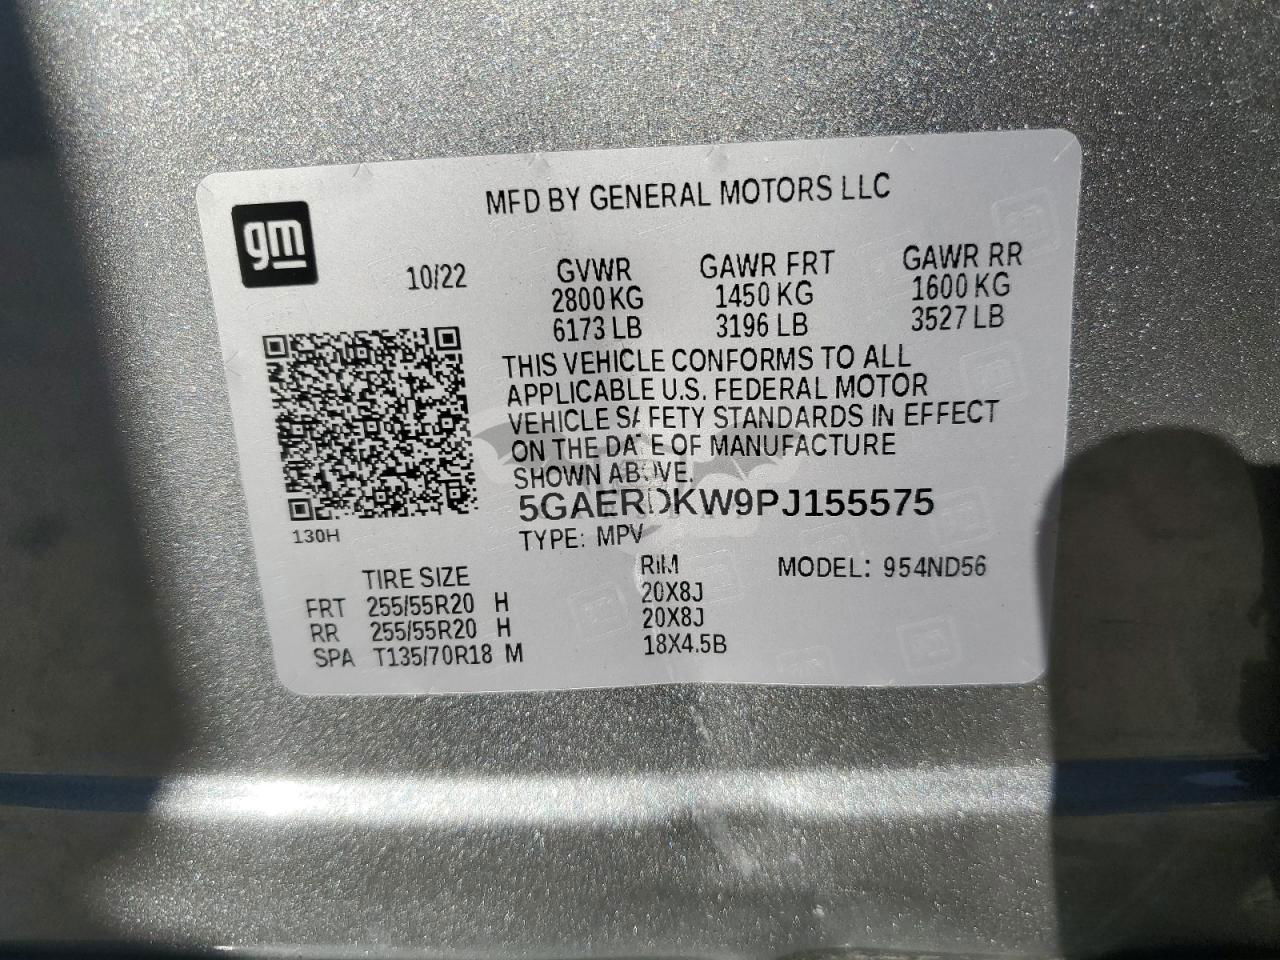 MFD BY GENERAL MOTORS LLC
gm
10/22
GVWR GAWR FRT GAWR RR
2800 KG 1450 KG 1600 KG
6173 LB 3196 LB 3527 LB
THIS VEHICLE CONFORMS TO ALL
APPLICABLE U.S. FEDERAL MOTOR
VEHICLE SAFETY STANDARDS IN EFFECT
ON THE DATE OF MANUFACTURE
SHOWN ABOVE.
5GAERDKW9PJ155575
130H
TYPE: MPV
TIRE SIZE RIM MODEL: 954ND56
FRT 255/55R20 H 20X8J
RR 255/55R20 H 20X8J
SPA T135/70R18 M 18X4.5B